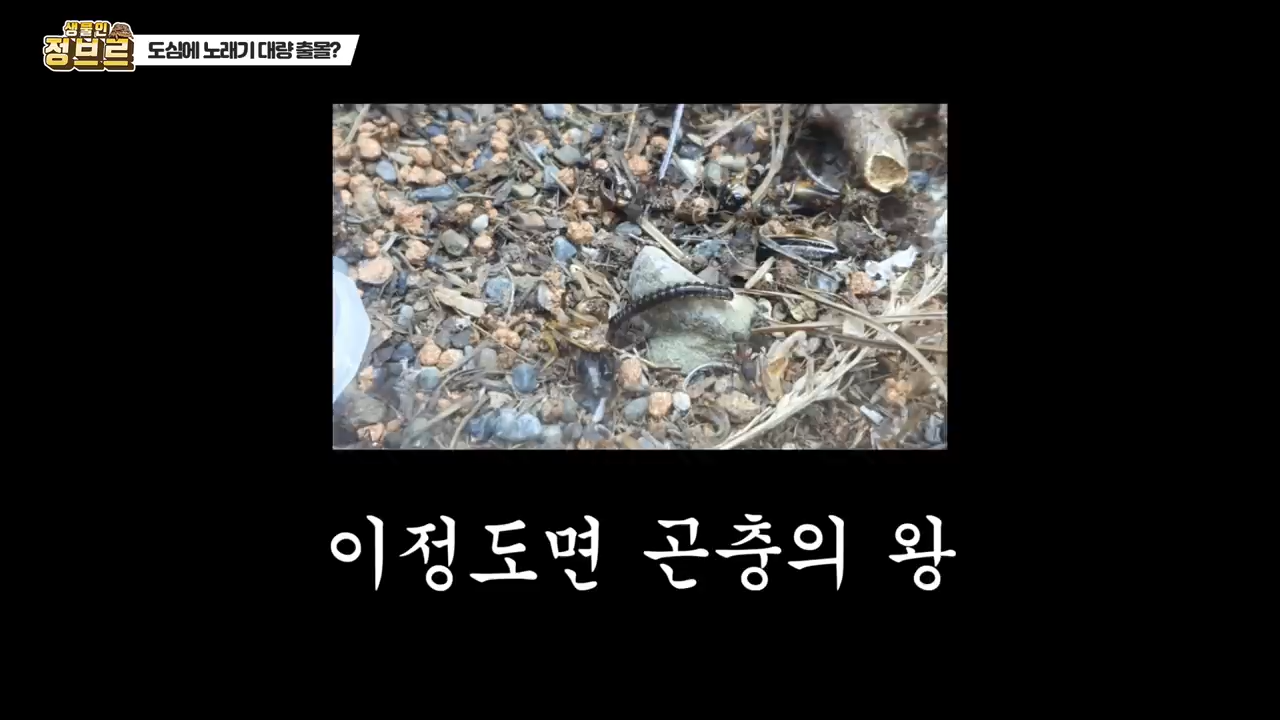 생물인
정브르
도심에 노래기 대량 출몰?
이정도면 곤충의 왕